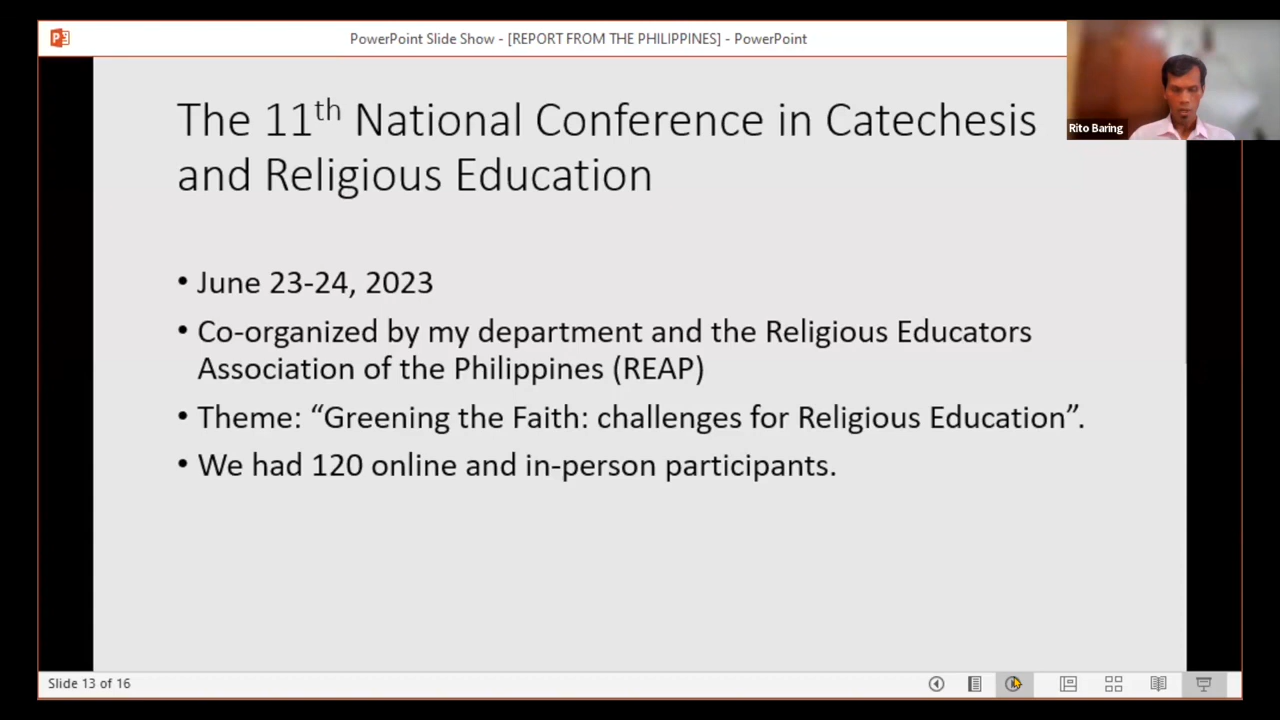 PowerPoint Slide Show - [REPORT FROM THE PHILIPPINES] - PowerPoint
Rito Baring
The 11th National Conference in Catechesis
and Religious Education
• June 23-24, 2023
• Co-organized by my department and the Religious Educators
Association of the Philippines (REAP)
• Theme: “Greening the Faith: challenges for Religious Education”.
• We had 120 online and in-person participants.
Slide 13 of 16